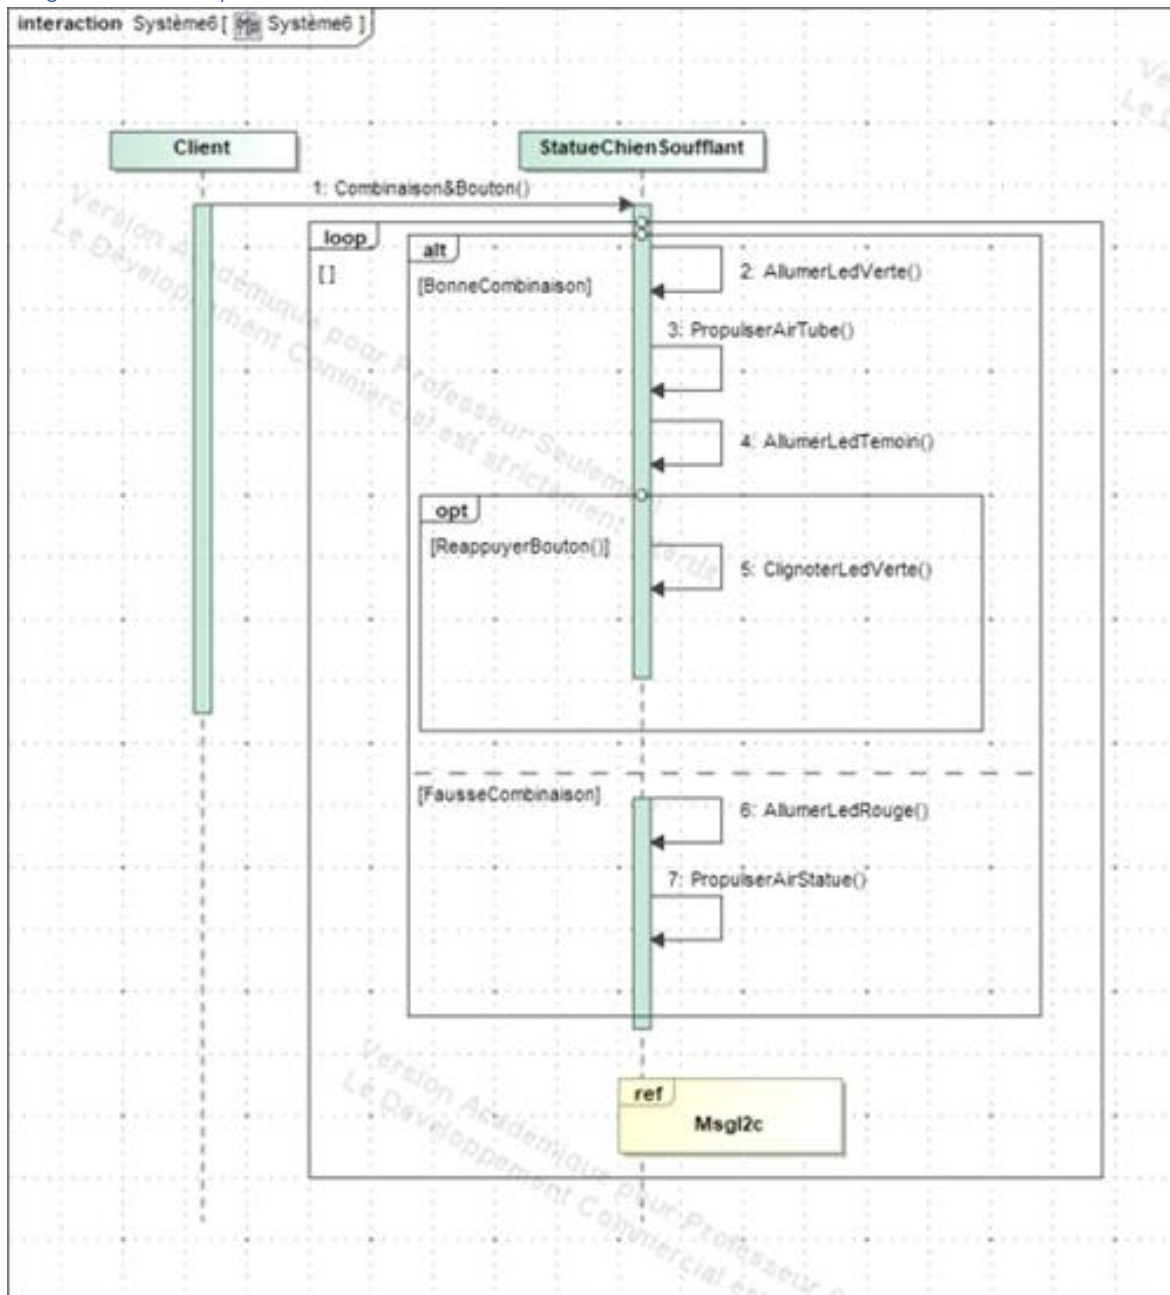 interaction Système6 [ Système6 ]
Client
StatueChienSoufflant
1: Combinaison&Bouton()
loop
[ ]
alt
[BonneCombinaison]
2: AllumerLedVerte()
3: PropulserAirTube()
4: AllumerLedTemoin()
opt
[ReappuyerBouton()]
5: ClignoterLedVerte()
[FausseCombinaison]
6: AllumerLedRouge()
7: PropulserAirStatue()
ref
MsgI2c
Version Académique pour Professeur Seulement
Le Développement Commercial est strictement
Version Académique pour Professeur
Le Développement Commercial